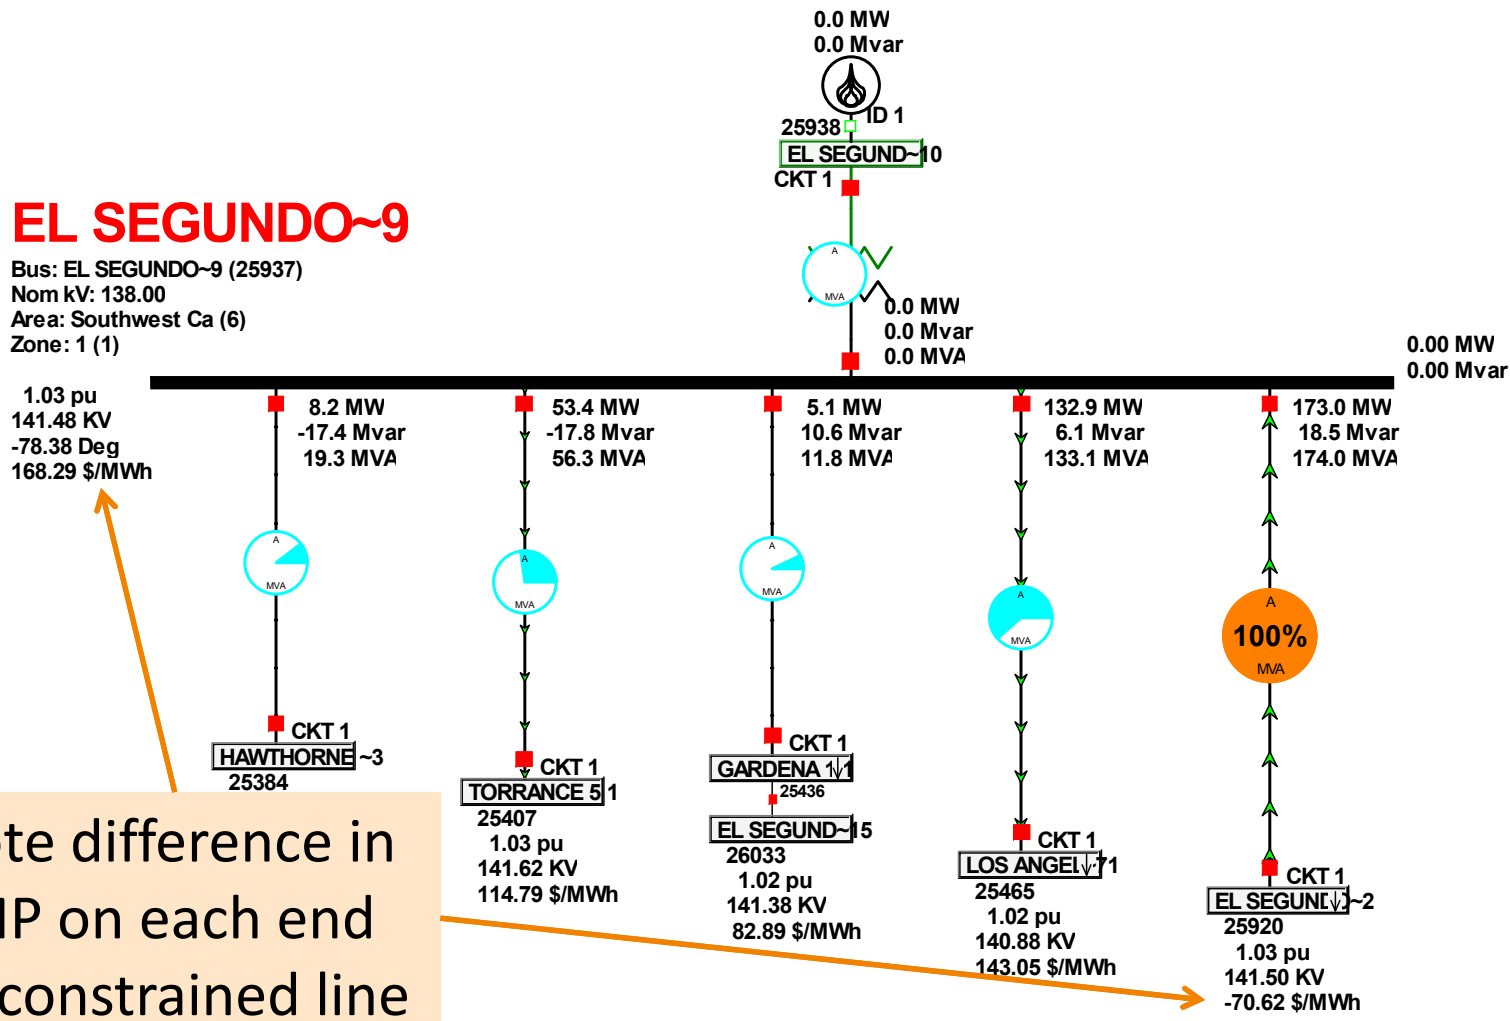 0.0 MW
0.0 Mvar
ID 1
25938
EL SEGUND~10
CKT 1
A
MVA
0.0 MW
0.0 Mvar
0.0 MVA
EL SEGUNDO~9
Bus: EL SEGUNDO~9 (25937)
Nom kV: 138.00
Area: Southwest Ca (6)
Zone: 1 (1)
0.00 MW
0.00 Mvar
1.03 pu
141.48 KV
-78.38 Deg
168.29 $/MWh
8.2 MW
-17.4 Mvar
19.3 MVA
A
MVA
CKT 1
HAWTHORNE ~3
25384
53.4 MW
-17.8 Mvar
56.3 MVA
A
MVA
CKT 1
TORRANCE 5 1
25407
1.03 pu
141.62 KV
114.79 $/MWh
5.1 MW
10.6 Mvar
11.8 MVA
A
MVA
CKT 1
GARDENA 1 1
25436
EL SEGUND~15
26033
1.02 pu
141.38 KV
82.89 $/MWh
132.9 MW
6.1 Mvar
133.1 MVA
A
MVA
CKT 1
LOS ANGEL 71
25465
1.02 pu
140.88 KV
143.05 $/MWh
173.0 MW
18.5 Mvar
174.0 MVA
A
100%
MVA
CKT 1
EL SEGUND ~2
25920
1.03 pu
141.50 KV
-70.62 $/MWh
difference in
on each end
constrained line